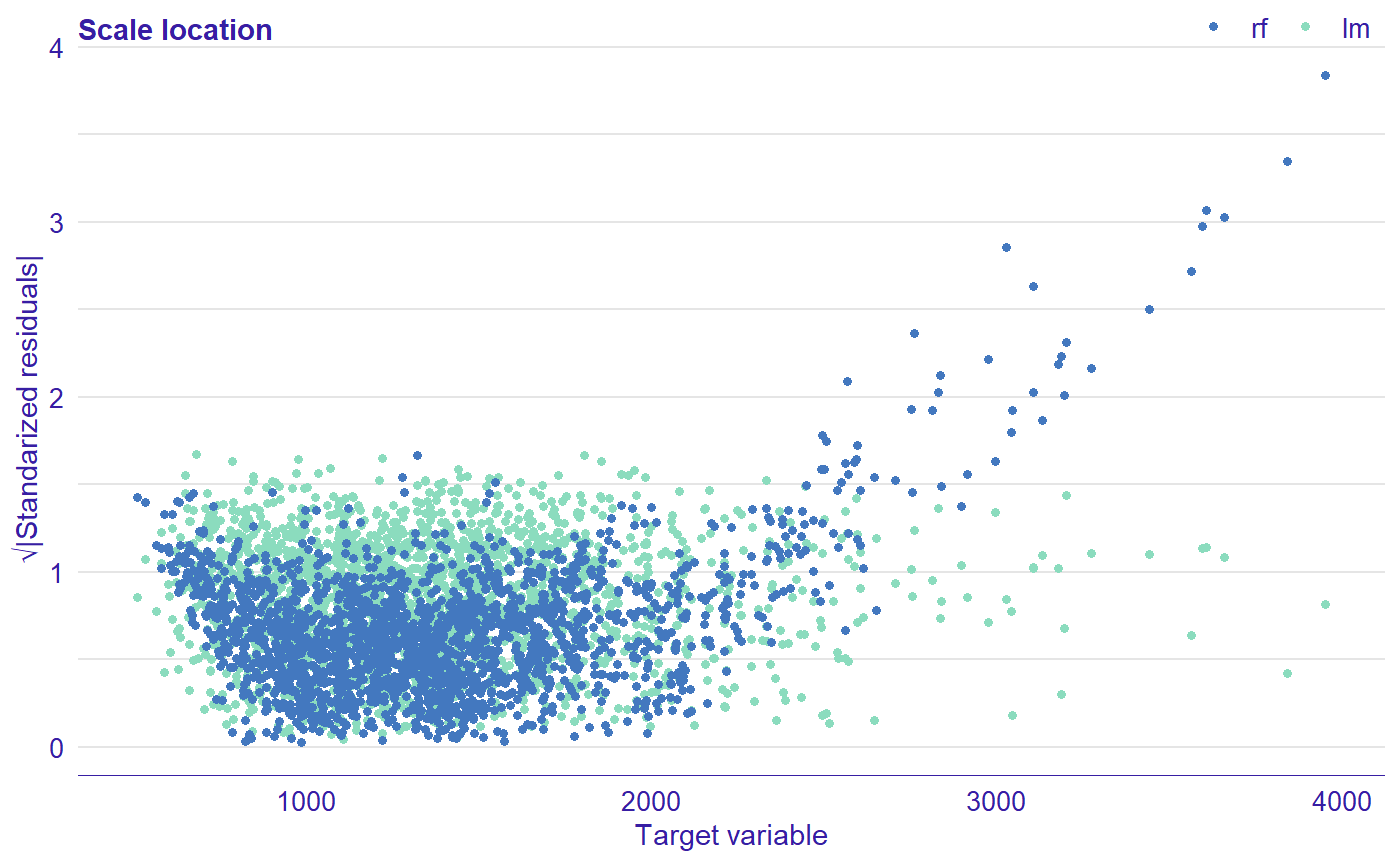 Scale location
rf
lm
4
3
2
1
0
√|Standarized residuals|
1000
2000
3000
4000
Target variable